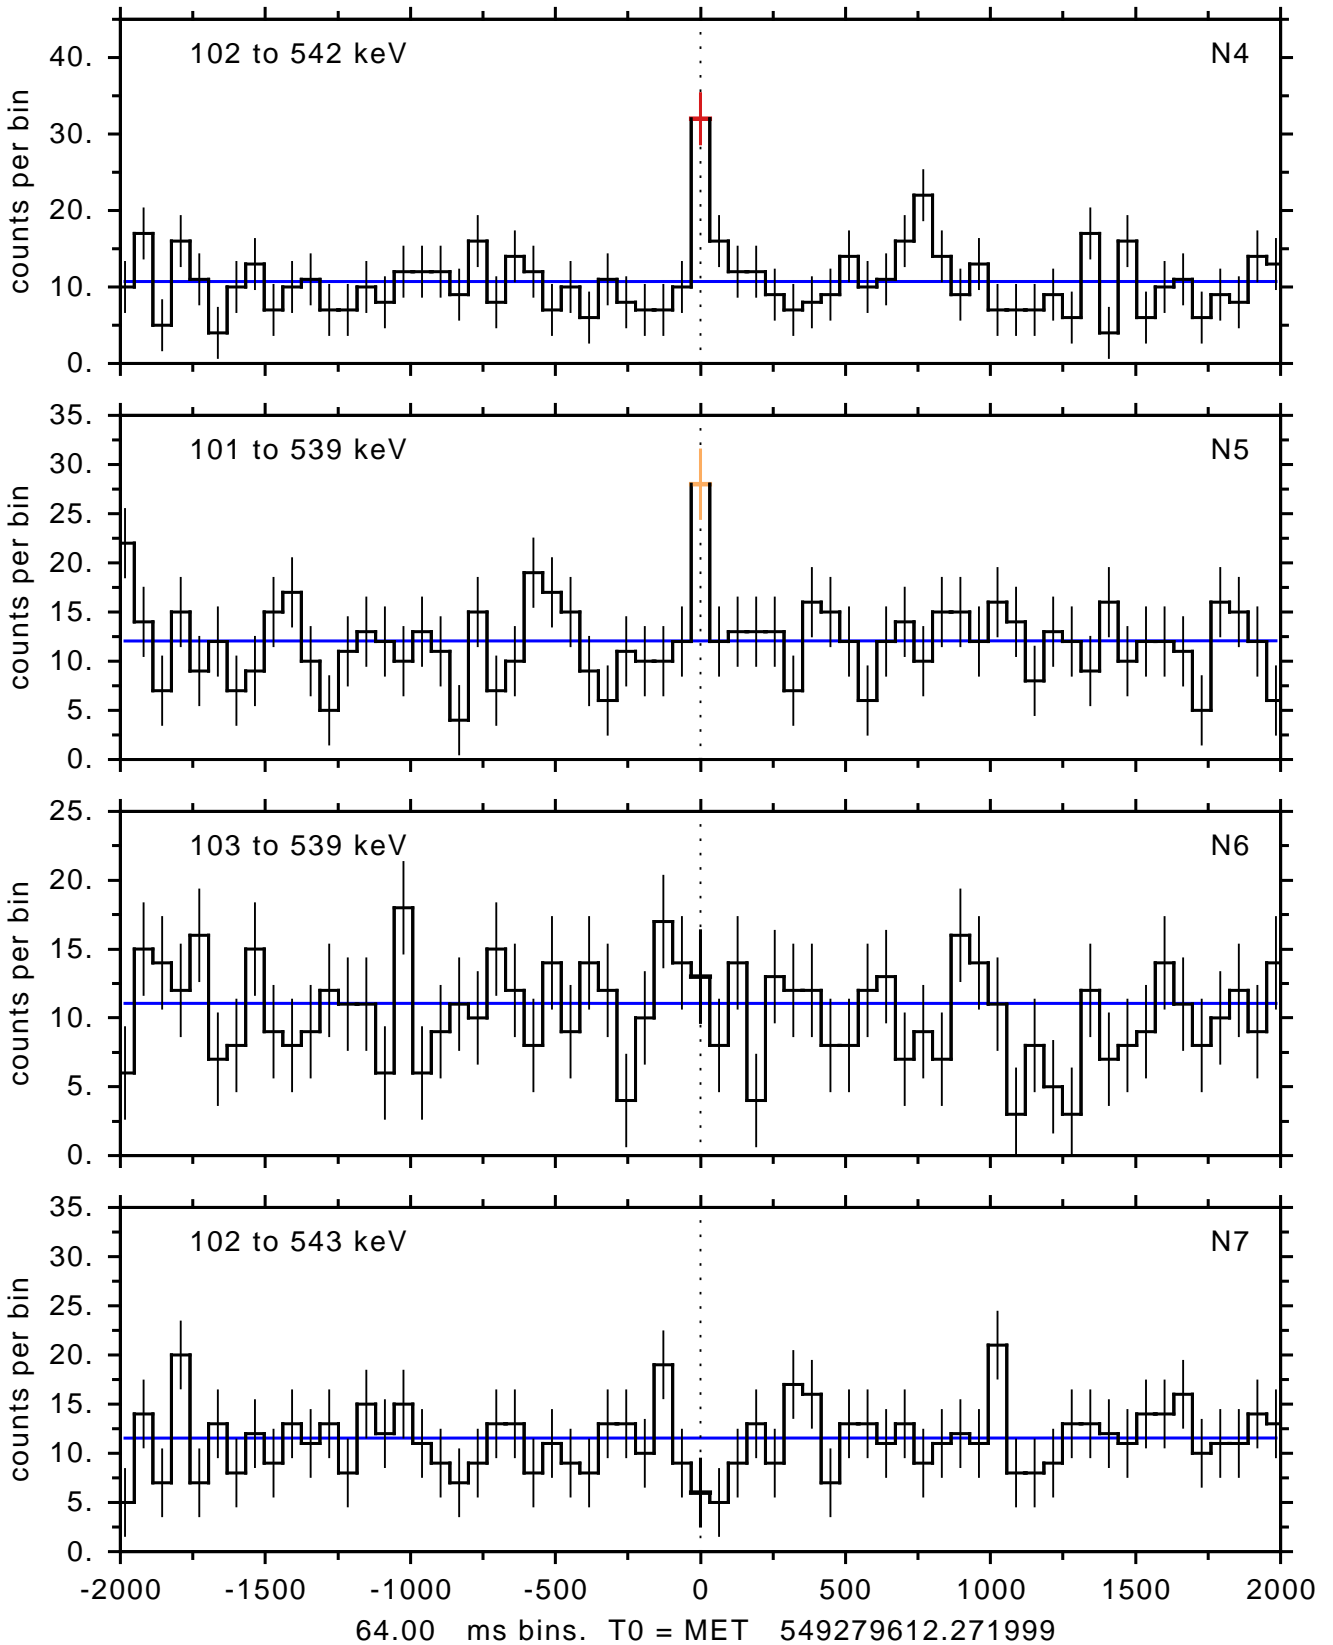 102 to 542 keV N4
40.
30.
20.
10.
0.
counts per bin
101 to 539 keV N5
35.
30.
25.
20.
15.
10.
5.
0.
counts per bin
103 to 539 keV N6
25.
20.
15.
10.
5.
0.
counts per bin
102 to 543 keV N7
35.
30.
25.
20.
15.
10.
5.
0.
counts per bin
-2000 -1500 -1000 -500 0 500 1000 1500 2000
64.00 ms bins. T0 = MET 549279612.271999